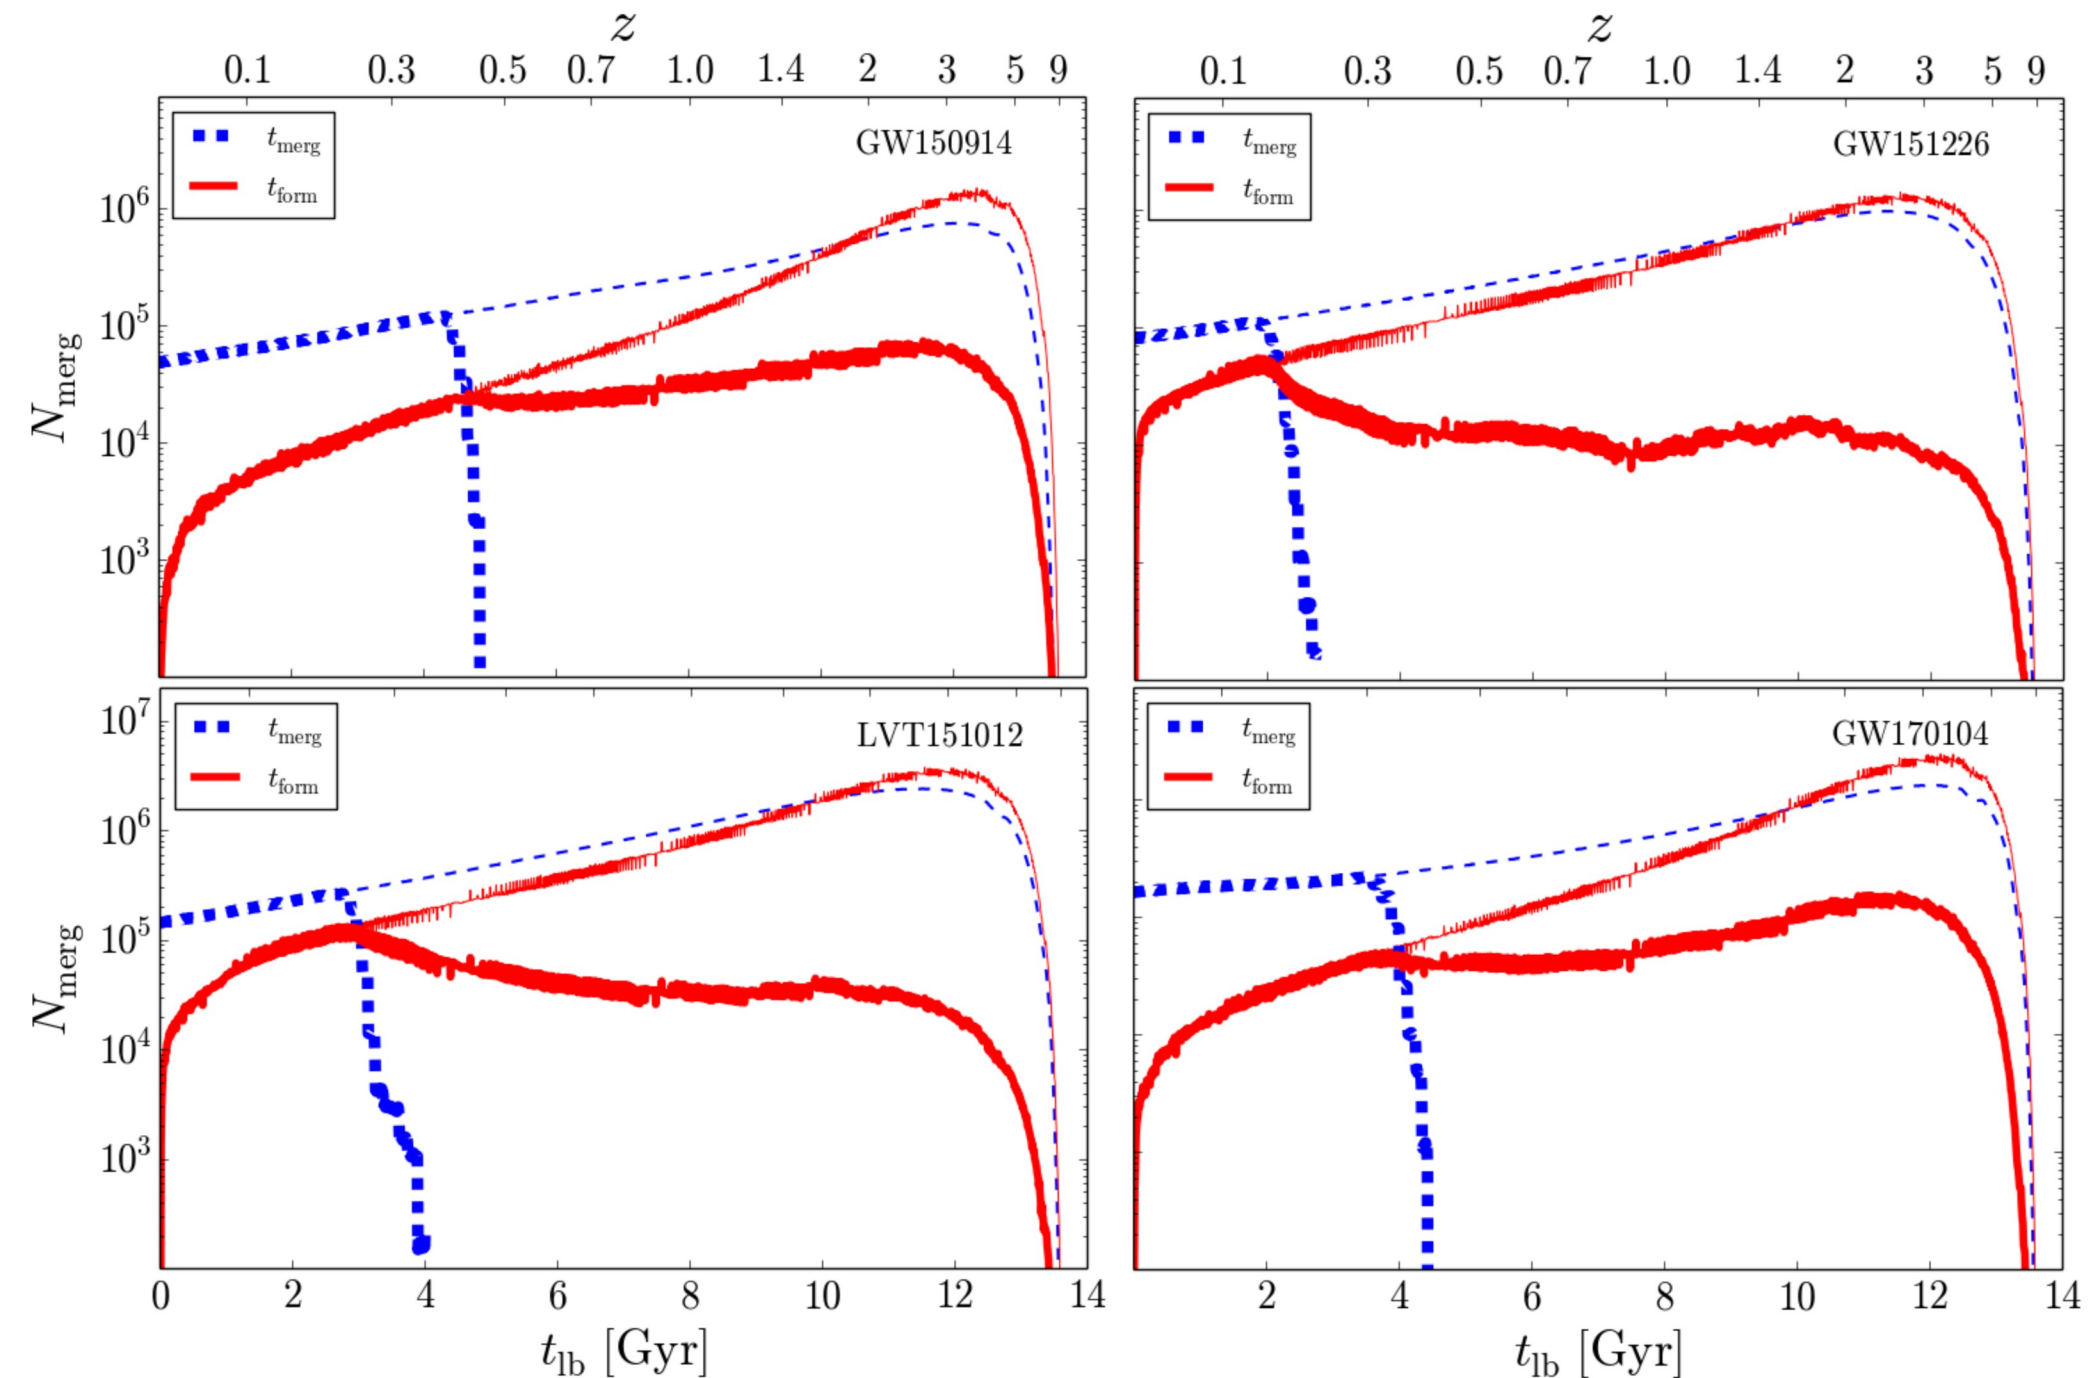 z z
0.1 0.3 0.5 0.7 1.0 1.4 2 3 5 9 0.1 0.3 0.5 0.7 1.0 1.4 2 3 5 9
t_merg
t_form
GW150914
t_merg
t_form
GW151226
N_merg
10^6
10^5
10^4
10^3
t_merg
t_form
LVT151012
t_merg
t_form
GW170104
N_merg
10^7
10^6
10^5
10^4
10^3
0 2 4 6 8 10 12 14 2 4 6 8 10 12 14
t_lb [Gyr] t_lb [Gyr]